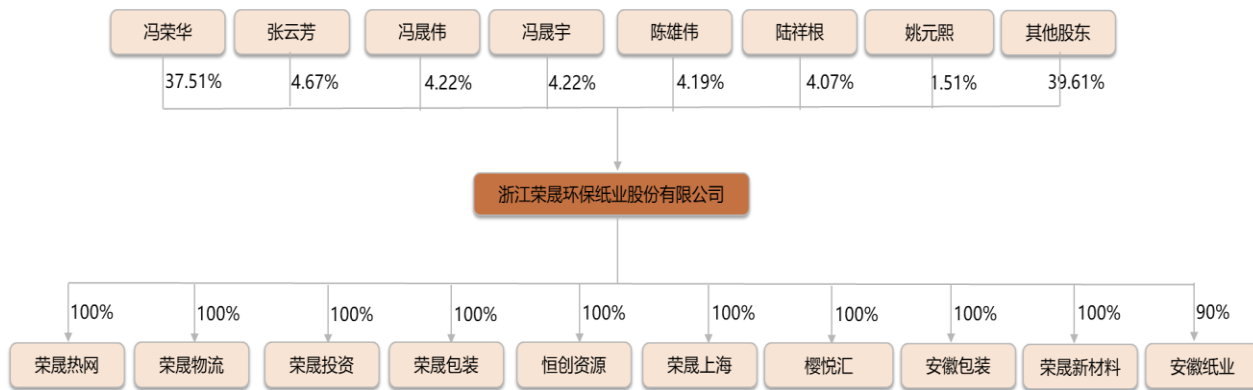 冯荣华 张云芳 冯晟伟 冯晟宇 陈雄伟 陆祥根 姚元熙 其他股东
37.51% 4.67% 4.22% 4.22% 4.19% 4.07% 1.51% 39.61%
浙江荣晟环保纸业股份有限公司
100% 100% 100% 100% 100% 100% 100% 100% 100% 90%
荣晟热网 荣晟物流 荣晟投资 荣晟包装 恒创资源 荣晟上海 樱悦汇 安徽包装 荣晟新材料 安徽纸业